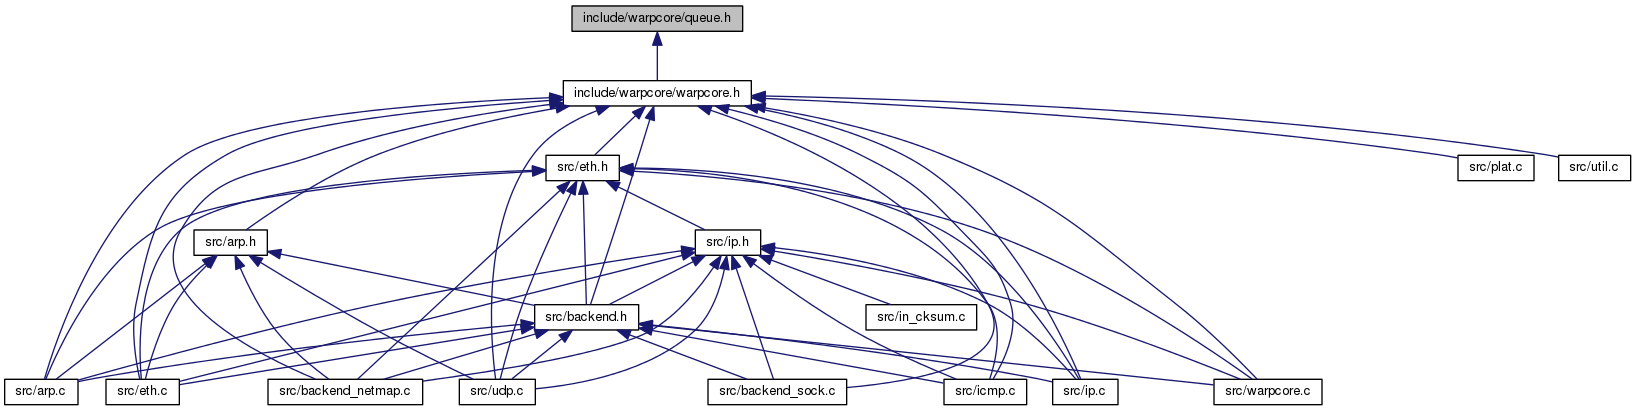 include/warpcore/queue.h
include/warpcore/warpcore.h
src/eth.h
src/plat.c
src/util.c
src/arp.h
src/ip.h
src/backend.h
src/in_cksum.c
src/arp.c
src/eth.c
src/backend_netmap.c
src/udp.c
src/backend_sock.c
src/icmp.c
src/ip.c
src/warpcore.c